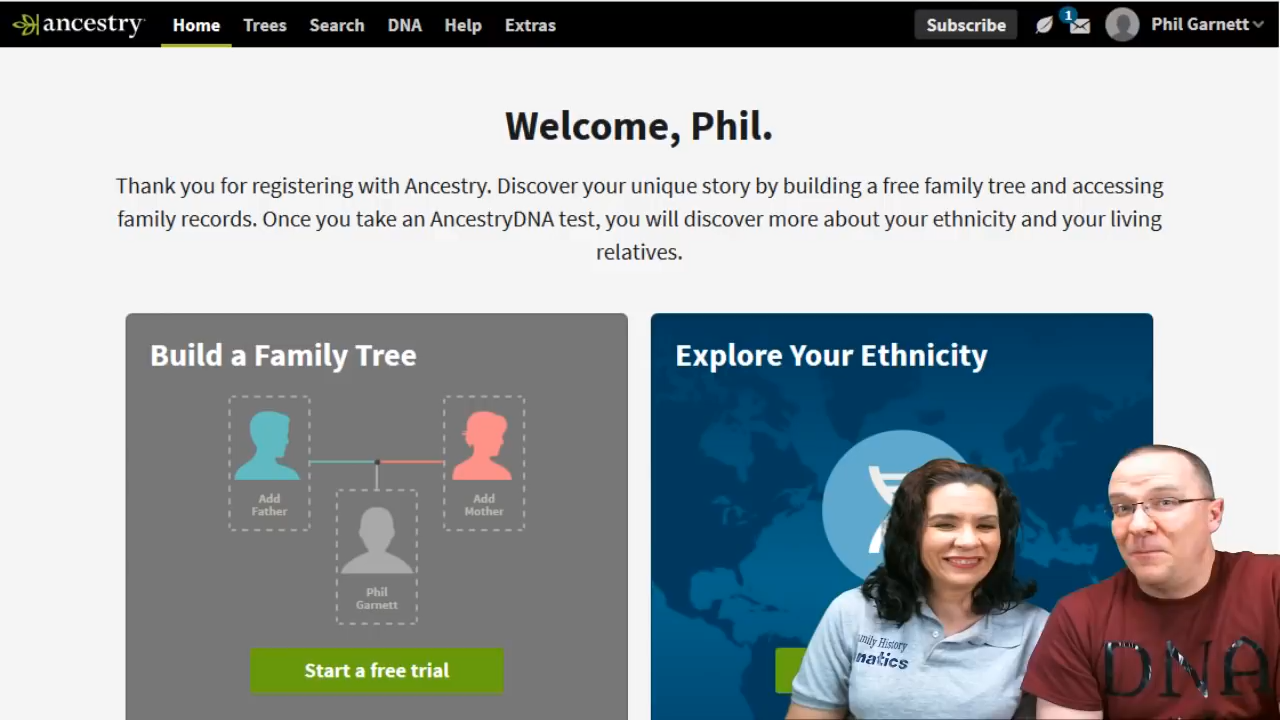 ancestry Home Trees Search DNA Help Extras Subscribe 1 Phil Garnett
Welcome, Phil.
Thank you for registering with Ancestry. Discover your unique story by building a free family tree and accessing
family records. Once you take an AncestryDNA test, you will discover more about your ethnicity and your living
relatives.
Build a Family Tree
Add
Father
Add
Mother
Phil
Garnett
Start a free trial
Explore Your Ethnicity
mily History
natics
DNA